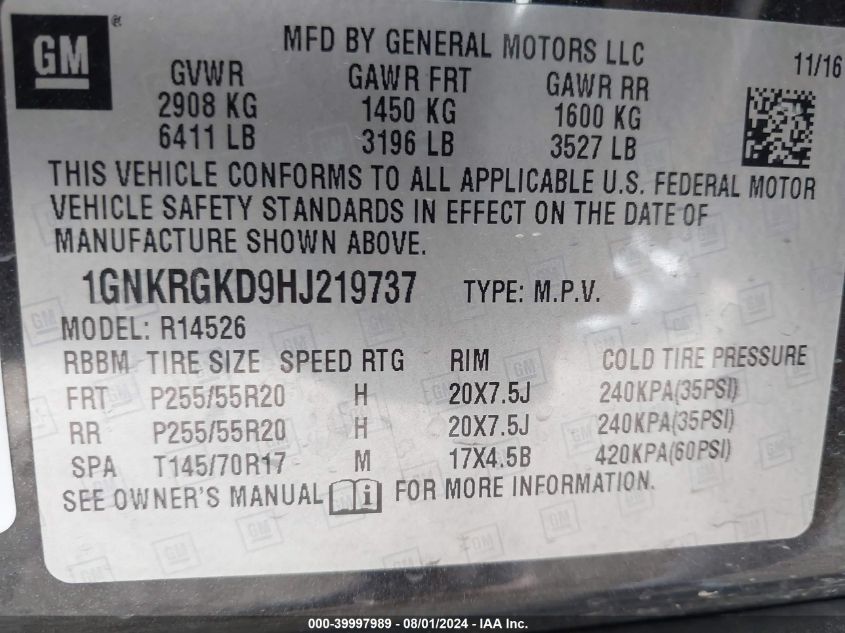 GM ®
MFD BY GENERAL MOTORS LLC
11/16
GVWR GAWR FRT GAWR RR
2908 KG 1450 KG 1600 KG
6411 LB 3196 LB 3527 LB
THIS VEHICLE CONFORMS TO ALL APPLICABLE U.S. FEDERAL MOTOR
VEHICLE SAFETY STANDARDS IN EFFECT ON THE DATE OF
MANUFACTURE SHOWN ABOVE.
1GNKRGKD9HJ219737 TYPE: M.P.V.
MODEL: R14526
RBBM TIRE SIZE SPEED RTG RIM COLD TIRE PRESSURE
FRT P255/55R20 H 20X7.5J 240KPA(35PSI)
RR P255/55R20 H 20X7.5J 240KPA(35PSI)
SPA T145/70R17 M 17X4.5B 420KPA(60PSI)
SEE OWNER'S MANUAL i FOR MORE INFORMATION.
000-39997989 - 08/01/2024 - IAA Inc.